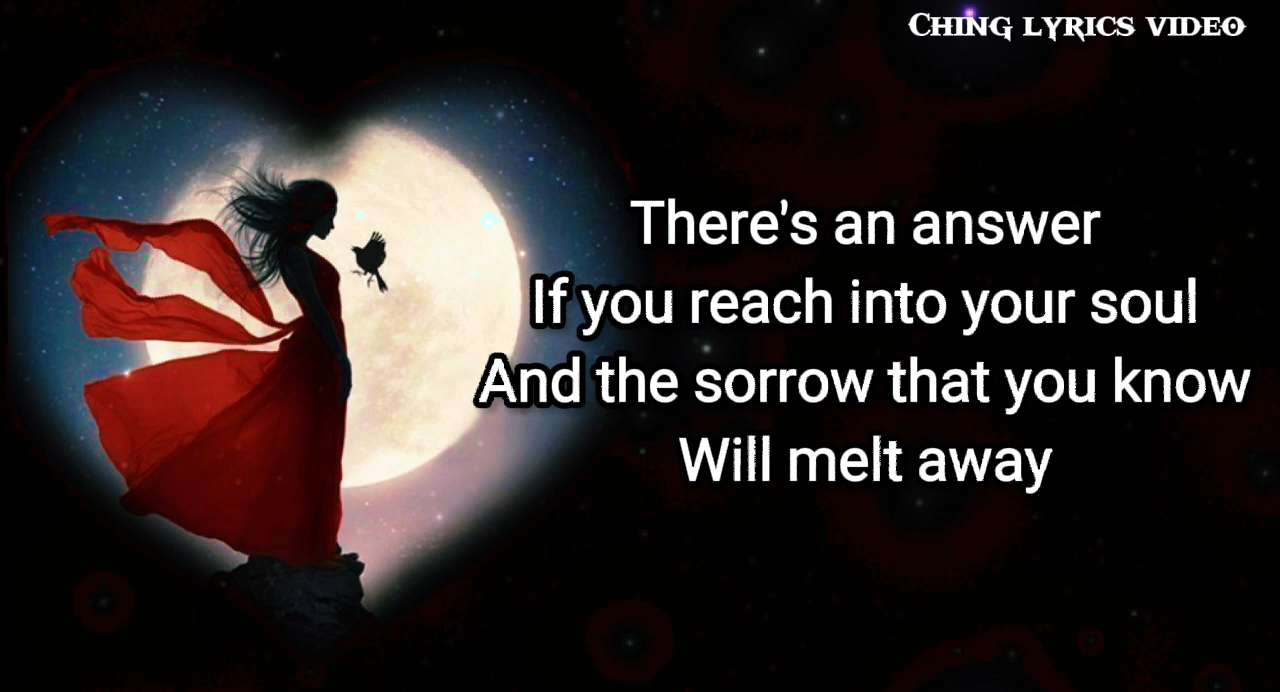 Ching lyrics video
There's an answer
If you reach into your soul
And the sorrow that you know
Will melt away